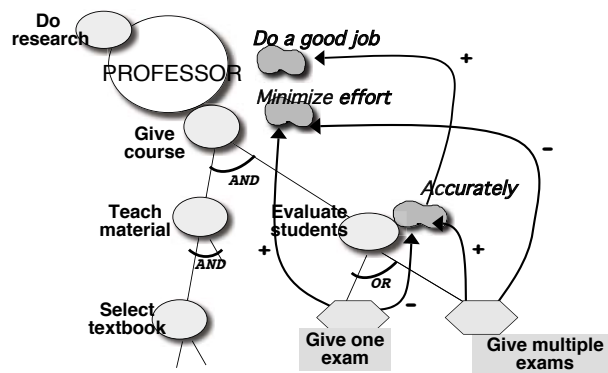 Do
research
PROFESSOR
Do a good job
+
Minimize effort
Give
course
-
AND
Accurately
Teach
material
Evaluate
students
+
+
AND
OR
-
Select
textbook
Give one
exam
Give multiple
exams